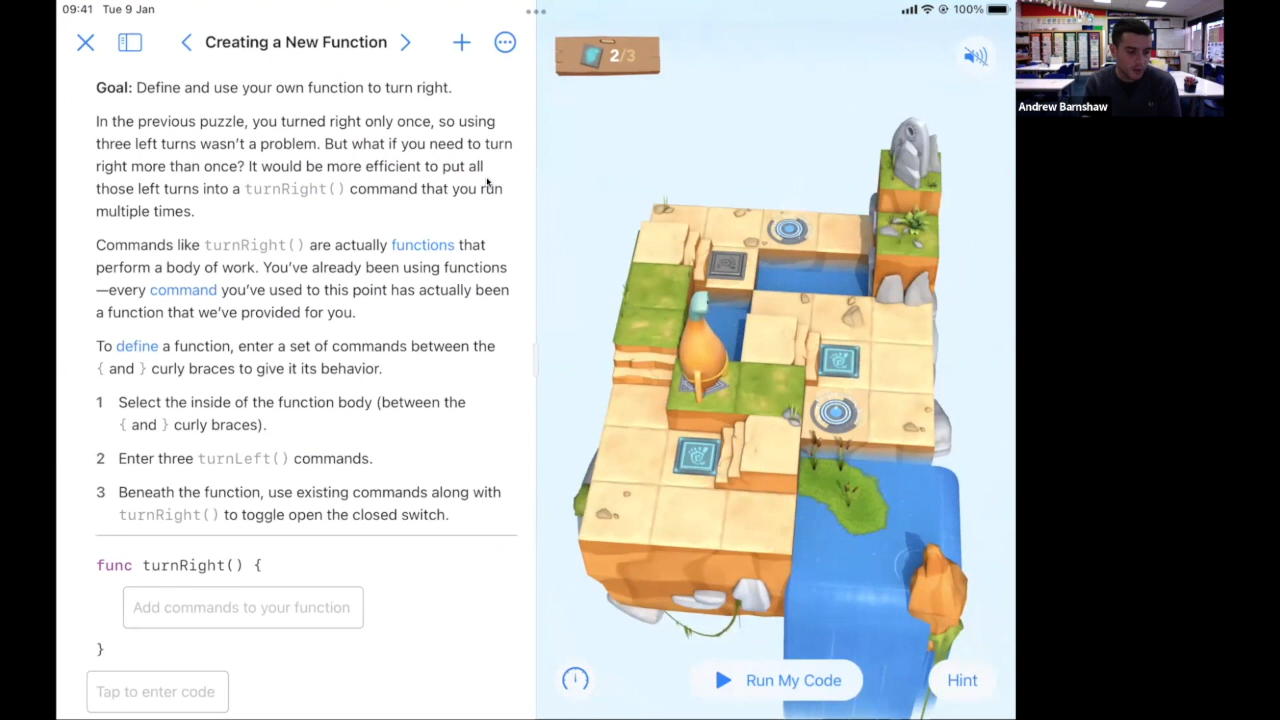 09:41 Tue 9 Jan
100%
Creating a New Function
Goal: Define and use your own function to turn right.
In the previous puzzle, you turned right only once, so using
three left turns wasn’t a problem. But what if you need to turn
right more than once? It would be more efficient to put all
those left turns into a turnRight() command that you run
multiple times.
Commands like turnRight() are actually functions that
perform a body of work. You’ve already been using functions
—every command you’ve used to this point has actually been
a function that we’ve provided for you.
To define a function, enter a set of commands between the
{ and } curly braces to give it its behavior.
1 Select the inside of the function body (between the
{ and } curly braces).
2 Enter three turnLeft() commands.
3 Beneath the function, use existing commands along with
turnRight() to toggle open the closed switch.
func turnRight() {
Add commands to your function
}
Tap to enter code
2/3
Run My Code
Hint
Andrew Barnshaw